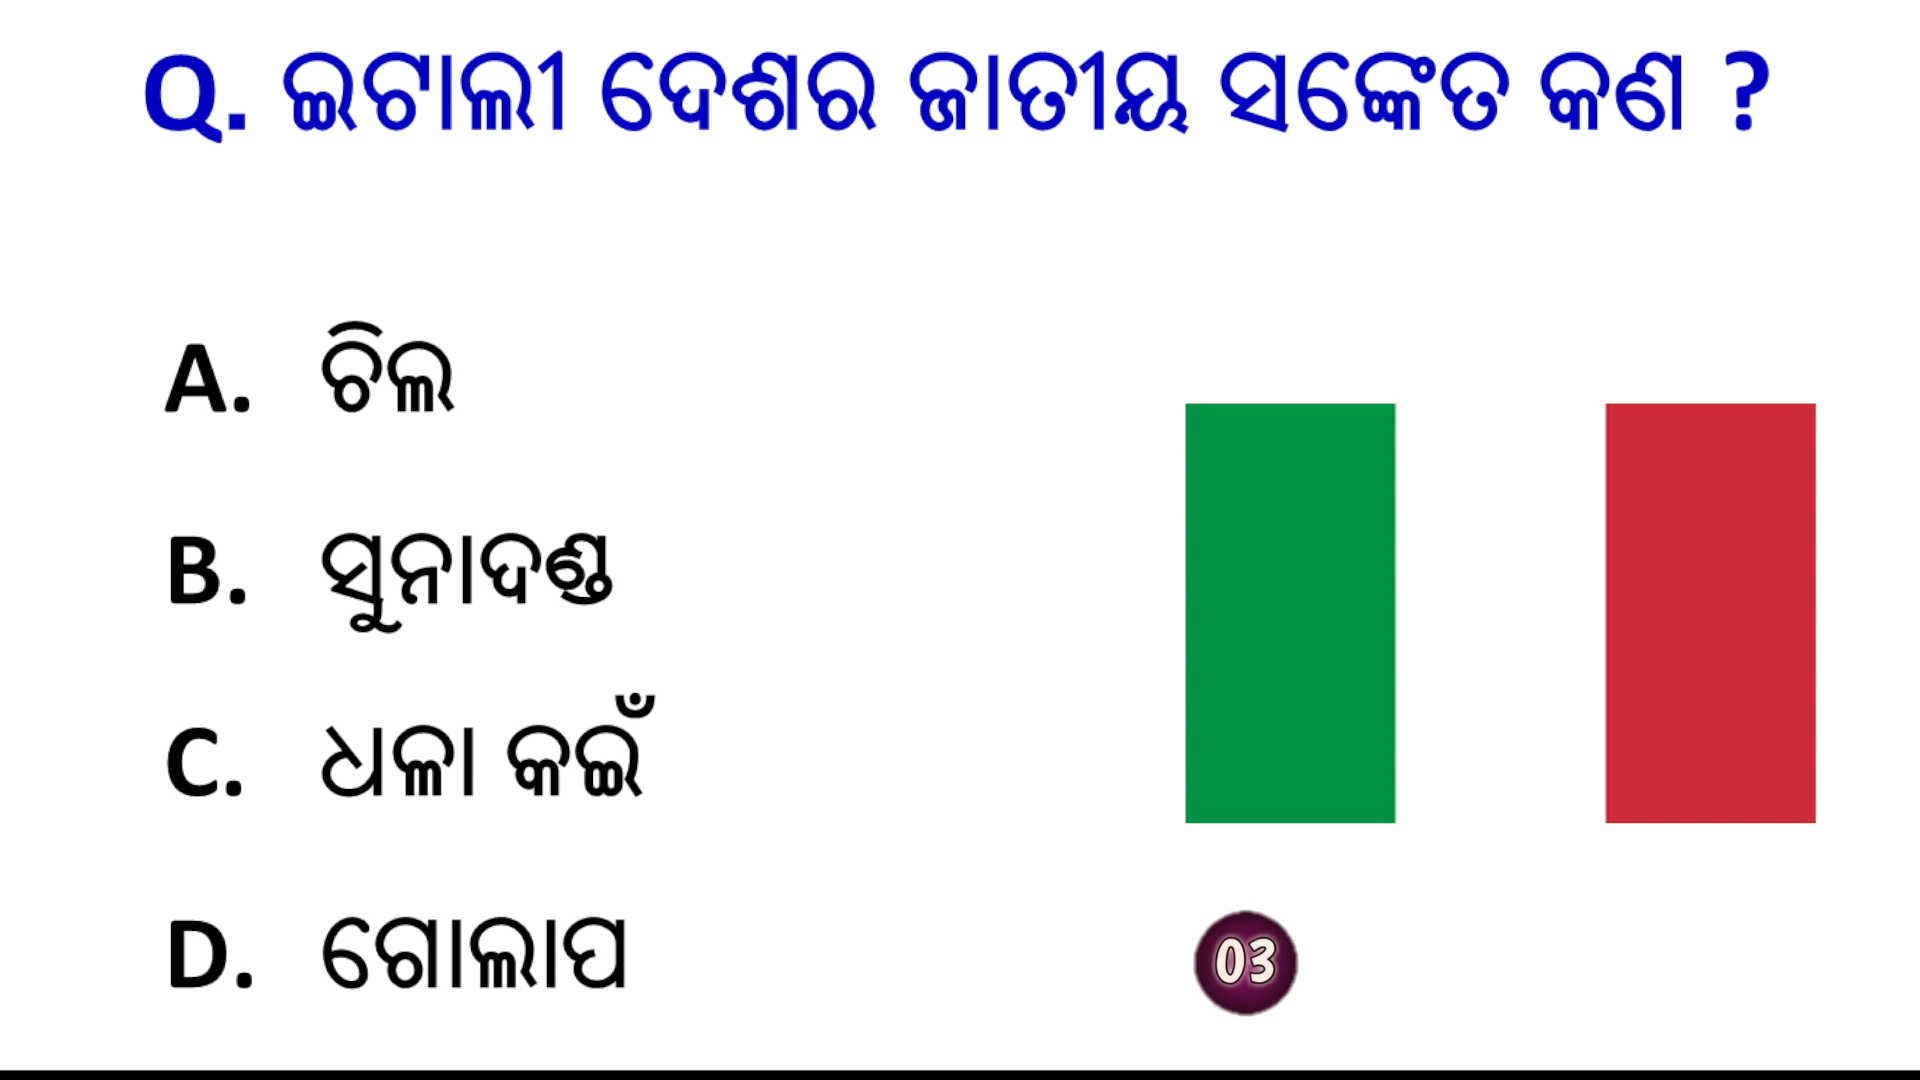 Q. ଇଟାଲୀ ଦେଶର ଜାତୀୟ ସଙ୍କେତ କଣ ?
A. ଚିଲ
B. ସୁନାଦଣ୍ଡ
C. ଧଳା କଇଁ
D. ଗୋଲାପ
03